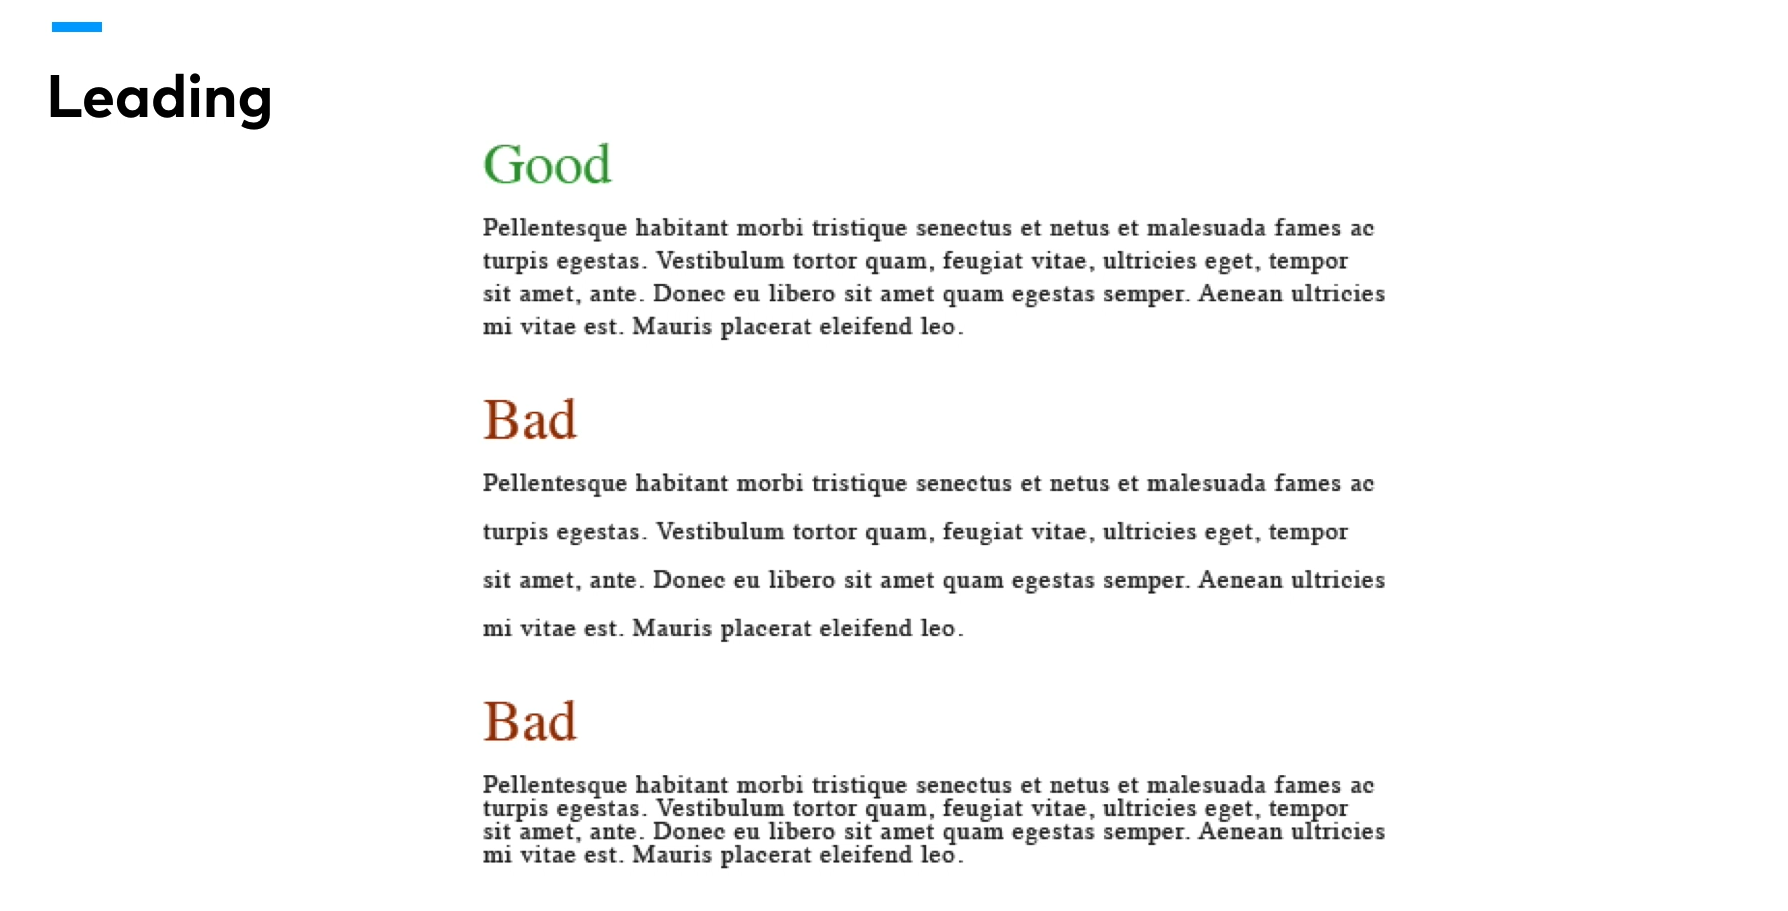 Leading
Good
Pellentesque habitant morbi tristique senectus et netus et malesuada fames ac
turpis egestas. Vestibulum tortor quam, feugiat vitae, ultricies eget, tempor
sit amet, ante. Donec eu libero sit amet quam egestas semper. Aenean ultricies
mi vitae est. Mauris placerat eleifend leo.
Bad
Pellentesque habitant morbi tristique senectus et netus et malesuada fames ac
turpis egestas. Vestibulum tortor quam, feugiat vitae, ultricies eget, tempor
sit amet, ante. Donec eu libero sit amet quam egestas semper. Aenean ultricies
mi vitae est. Mauris placerat eleifend leo.
Bad
Pellentesque habitant morbi tristique senectus et netus et malesuada fames ac
turpis egestas. Vestibulum tortor quam, feugiat vitae, ultricies eget, tempor
sit amet, ante. Donec eu libero sit amet quam egestas semper. Aenean ultricies
mi vitae est. Mauris placerat eleifend leo.